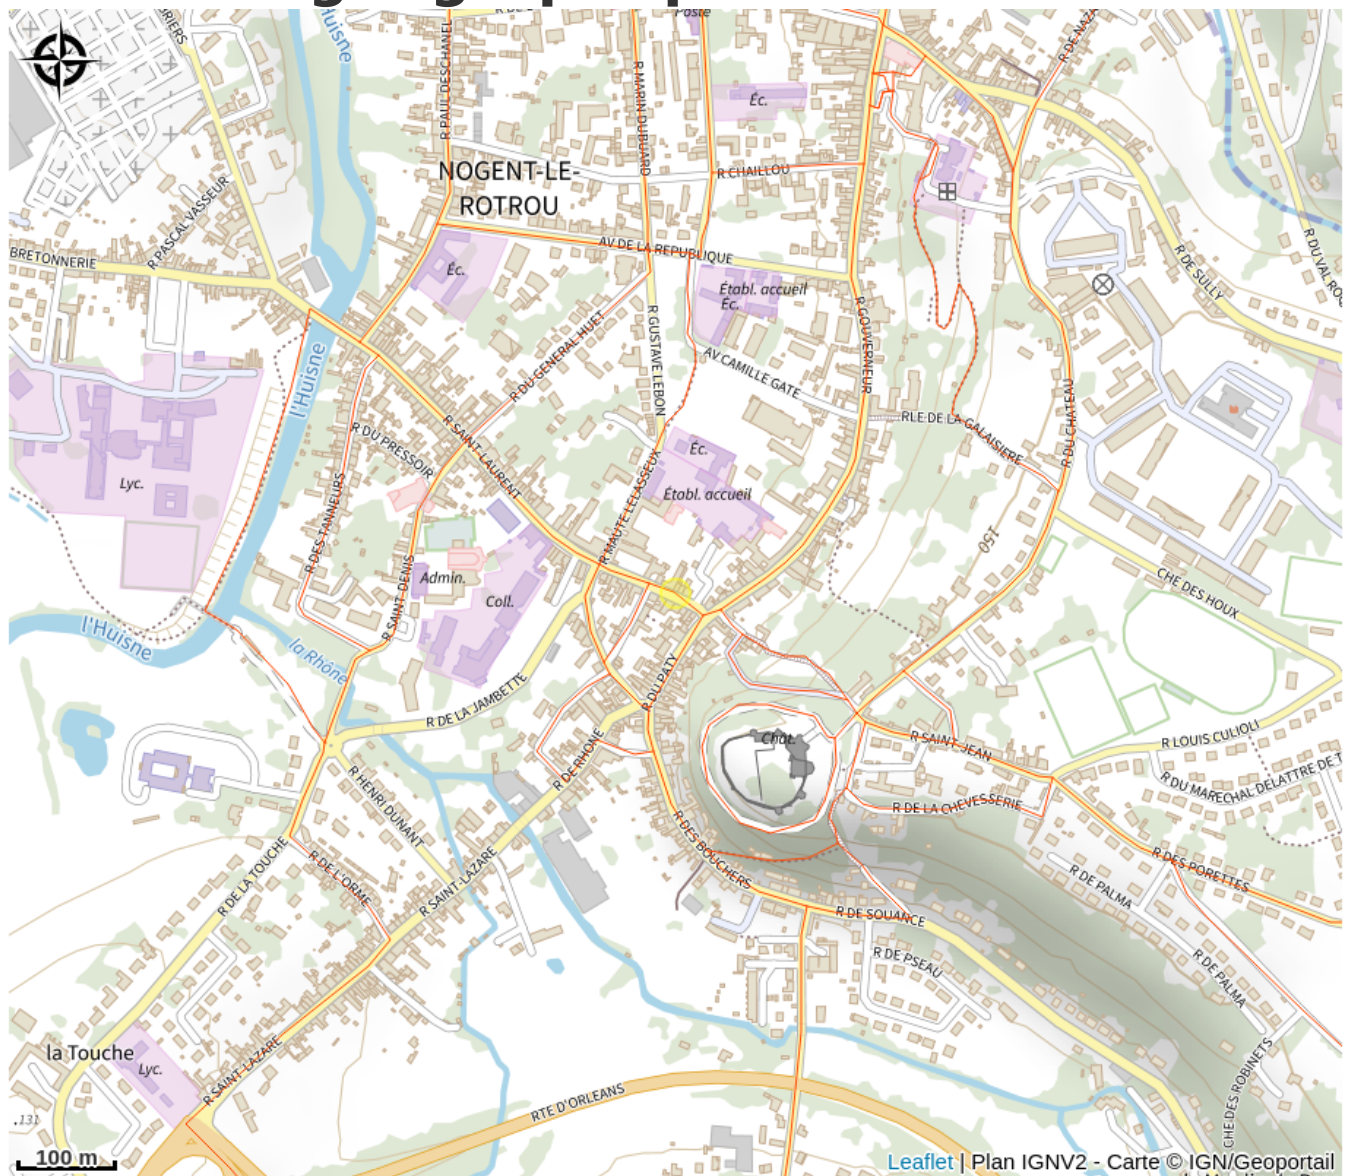 l'Huisne
Poste
R PAUL DESCHANEL
R MARIN DUBUARD
Éc.
NOGENT-LE-
ROTROU
R CHAILLOU
R PASCAL VASSEUR
BRETONNERIE
AV DE LA REPUBLIQUE
Éc.
Établ. accueil
Éc.
R DE SULLY
R GOUVERNEUR
R GUSTAVE LEBON
R DU GENERAL HUET
l'Huisne
AV CAMILLE GATE
RLE DE LA GALAISIERE
R DU CHATEAU
R DU PRESSOIR
R SAINT-LAURENT
Éc.
Établ. accueil
Lyc.
R DES TANNEURS
R MAUTE LELASSEUX
150
Admin.
Coll.
R SAINT-DENIS
CHE DES HOUX
l'Huisne
la Rhône
R DU PATY
R DE LA JAMBETTE
Chât.
R SAINT-JEAN
R LOUIS CULIOLI
R DE RHONE
R DU MARECHAL DELATTRE DE T
R HENRI DUNANT
R DE LA CHEVESSERIE
R DES BOUCHERS
R DES PORETTES
R DE LA TOUCHE
R DE L'ORME
R SAINT-LAZARE
R DE PALMA
R DE SOUANCE
R DE PSEAU
R DE PALMA
la Touche
Lyc.
R SAINT-LAZARE
RTE D'ORLEANS
CHE DES ROBINETS
.131
100 m
Leaflet | Plan IGNV2 - Carte © IGN/Geoportail